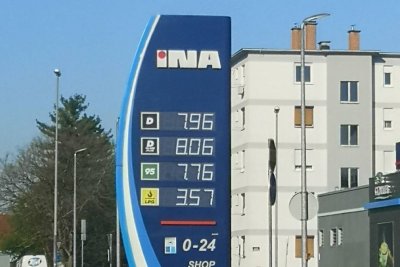 INA
D 7.96
D 8.06
95 7.76
LPG 3.57
0-24
SHOP